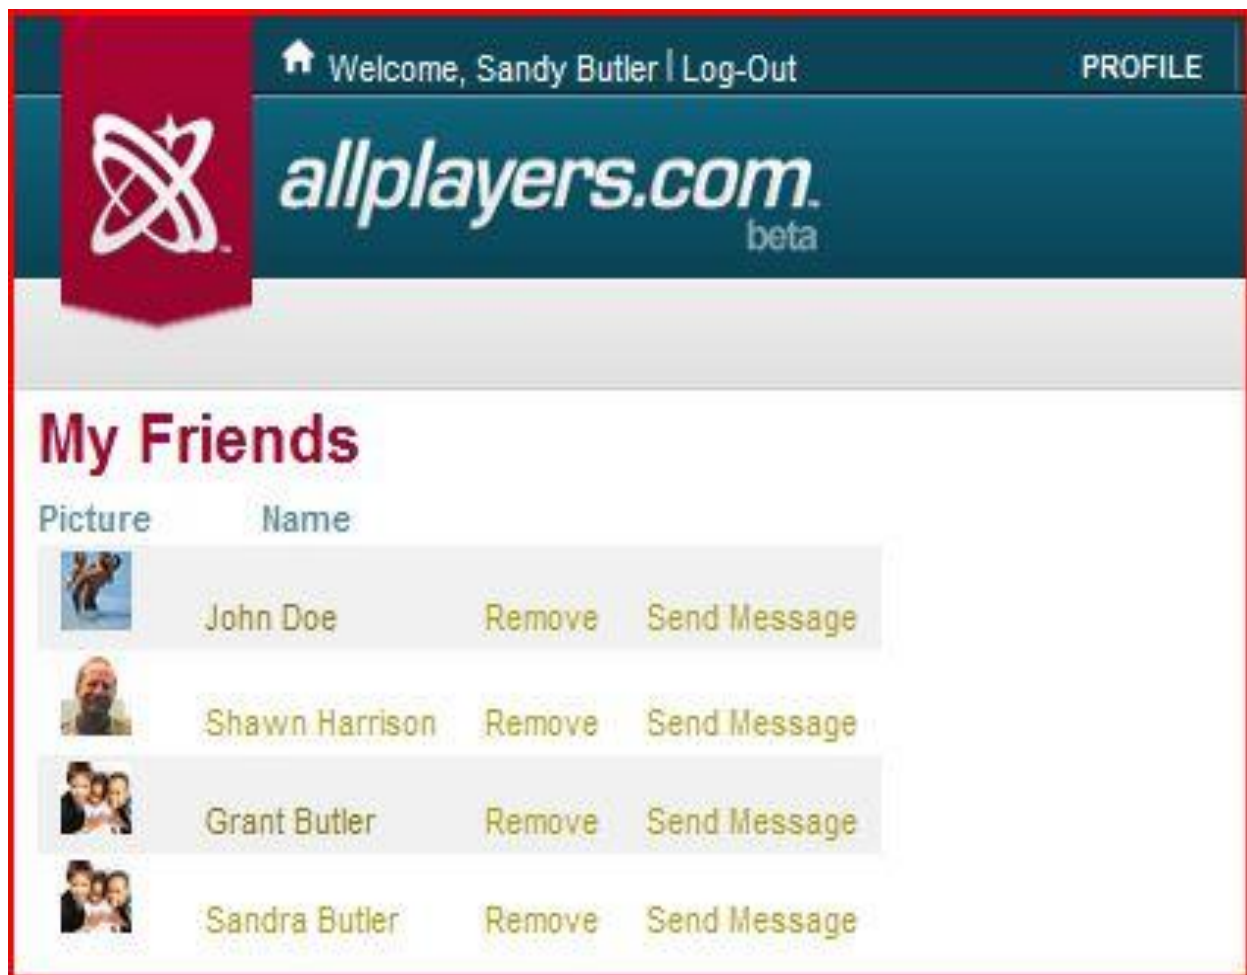 Welcome, Sandy Butler | Log-Out PROFILE
allplayers.com™
beta
My Friends
Picture Name
John Doe Remove Send Message
Shawn Harrison Remove Send Message
Grant Butler Remove Send Message
Sandra Butler Remove Send Message